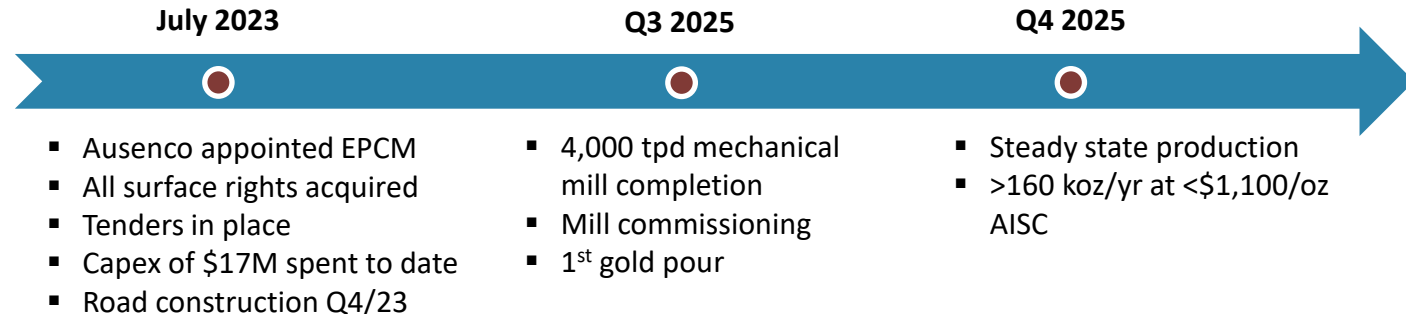 July 2023
Q3 2025
Q4 2025
▪ Ausenco appointed EPCM
▪ All surface rights acquired
▪ Tenders in place
▪ Capex of $17M spent to date
▪ Road construction Q4/23
▪ 4,000 tpd mechanical
mill completion
▪ Mill commissioning
▪ 1st gold pour
▪ Steady state production
▪ >160 koz/yr at <$1,100/oz
AISC